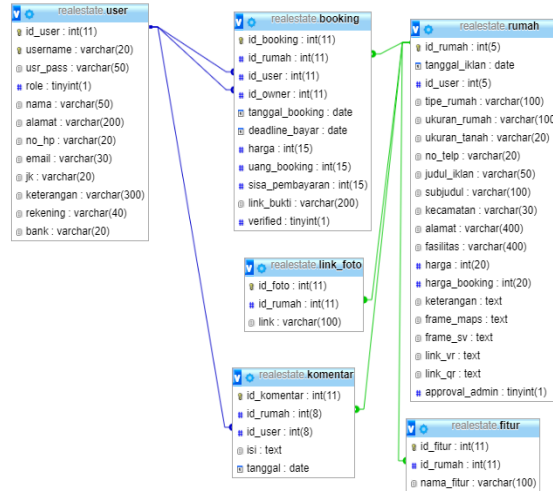 realestate.user
id_user : int(11)
username : varchar(20)
usr_pass : varchar(50)
role : tinyint(1)
nama : varchar(50)
alamat : varchar(200)
no_hp : varchar(20)
email : varchar(30)
jk : varchar(20)
keterangan : varchar(300)
rekening : varchar(40)
bank : varchar(20)
realestate.booking
id_booking : int(11)
id_rumah : int(11)
id_user : int(11)
id_owner : int(11)
tanggal_booking : date
deadline_bayar : date
harga : int(15)
uang_booking : int(15)
sisa_pembayaran : int(15)
link_bukti : varchar(200)
verified : tinyint(1)
realestate.link_foto
id_foto : int(11)
id_rumah : int(11)
link : varchar(100)
realestate.komentar
id_komentar : int(11)
id_rumah : int(8)
id_user : int(8)
isi : text
tanggal : date
realestate.rumah
id_rumah : int(5)
tanggal_iklan : date
id_user : int(5)
tipe_rumah : varchar(100)
ukuran_rumah : varchar(100
ukuran_tanah : varchar(20)
no_telp : varchar(20)
judul_iklan : varchar(50)
subjudul : varchar(100)
kecamatan : varchar(30)
alamat : varchar(400)
fasilitas : varchar(400)
harga : int(20)
harga_booking : int(20)
keterangan : text
frame_maps : text
frame_sv : text
link_vr : text
link_qr : text
approval_admin : tinyint(1)
realestate.fitur
id_fitur : int(11)
id_rumah : int(11)
nama_fitur : varchar(100)